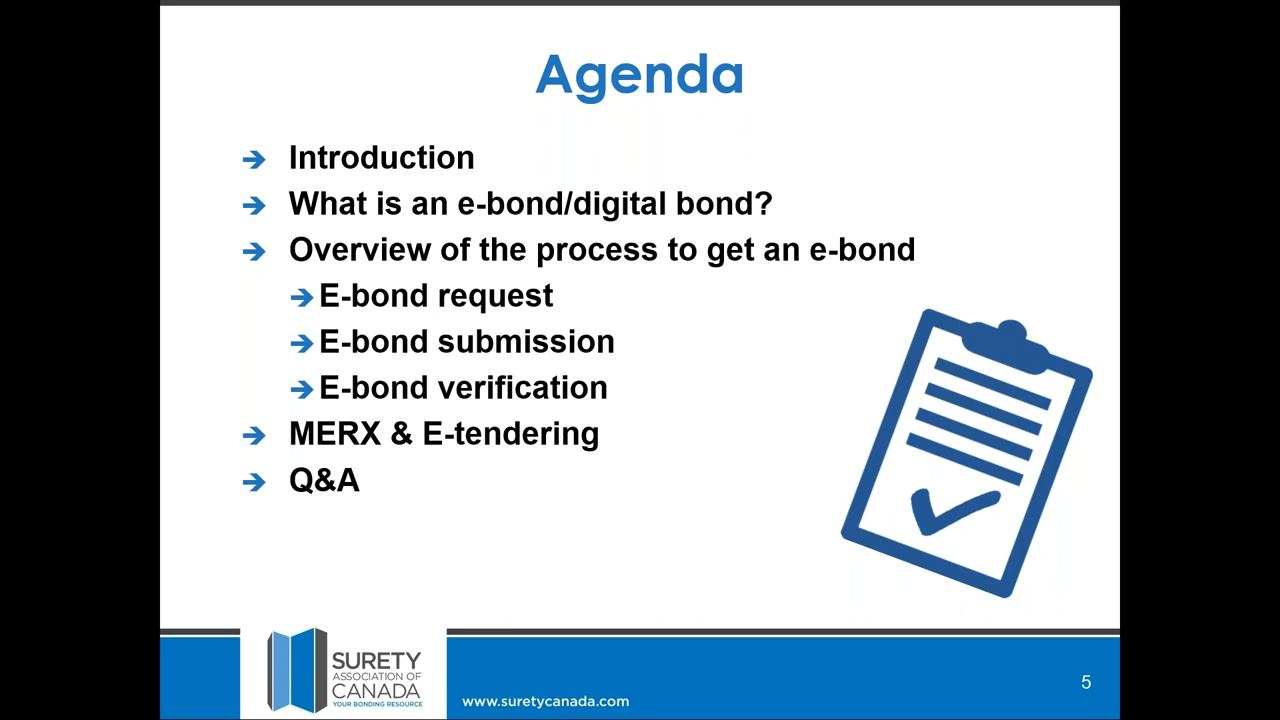 Agenda
Introduction
What is an e-bond/digital bond?
Overview of the process to get an e-bond
E-bond request
E-bond submission
E-bond verification
MERX & E-tendering
Q&A
SURETY
ASSOCIATION OF
CANADA
YOUR BONDING RESOURCE
www.suretycanada.com
5